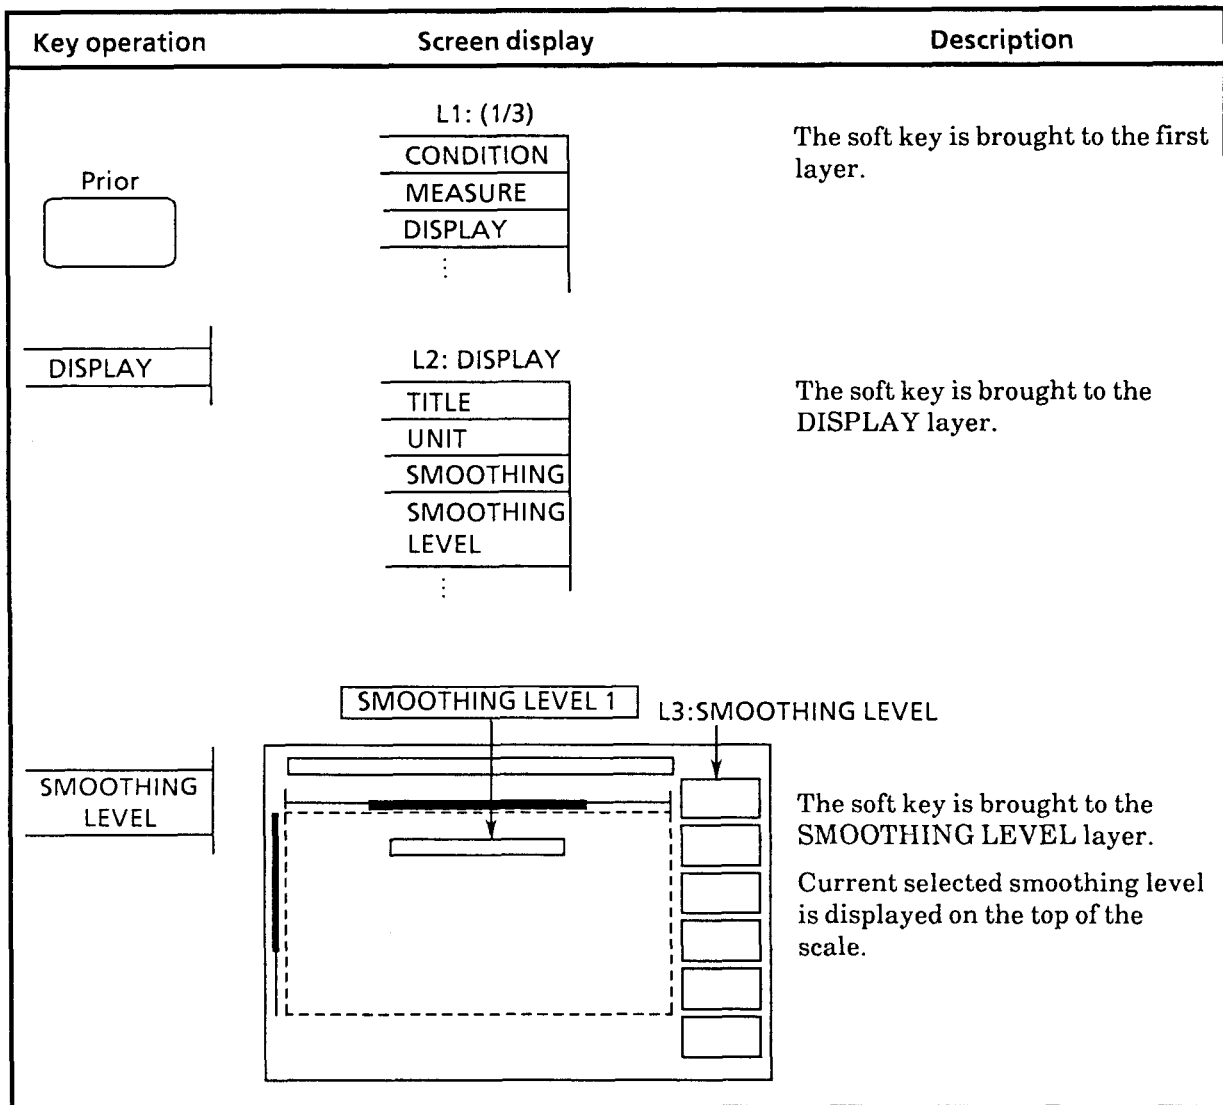 Key operation Screen display Description
Prior
L1: (1/3)
CONDITION
MEASURE
DISPLAY
⋮
The soft key is brought to the first
layer.
DISPLAY
L2: DISPLAY
TITLE
UNIT
SMOOTHING
SMOOTHING
LEVEL
⋮
The soft key is brought to the
DISPLAY layer.
SMOOTHING
LEVEL
SMOOTHING LEVEL 1
L3:SMOOTHING LEVEL
The soft key is brought to the
SMOOTHING LEVEL layer.
Current selected smoothing level
is displayed on the top of the
scale.